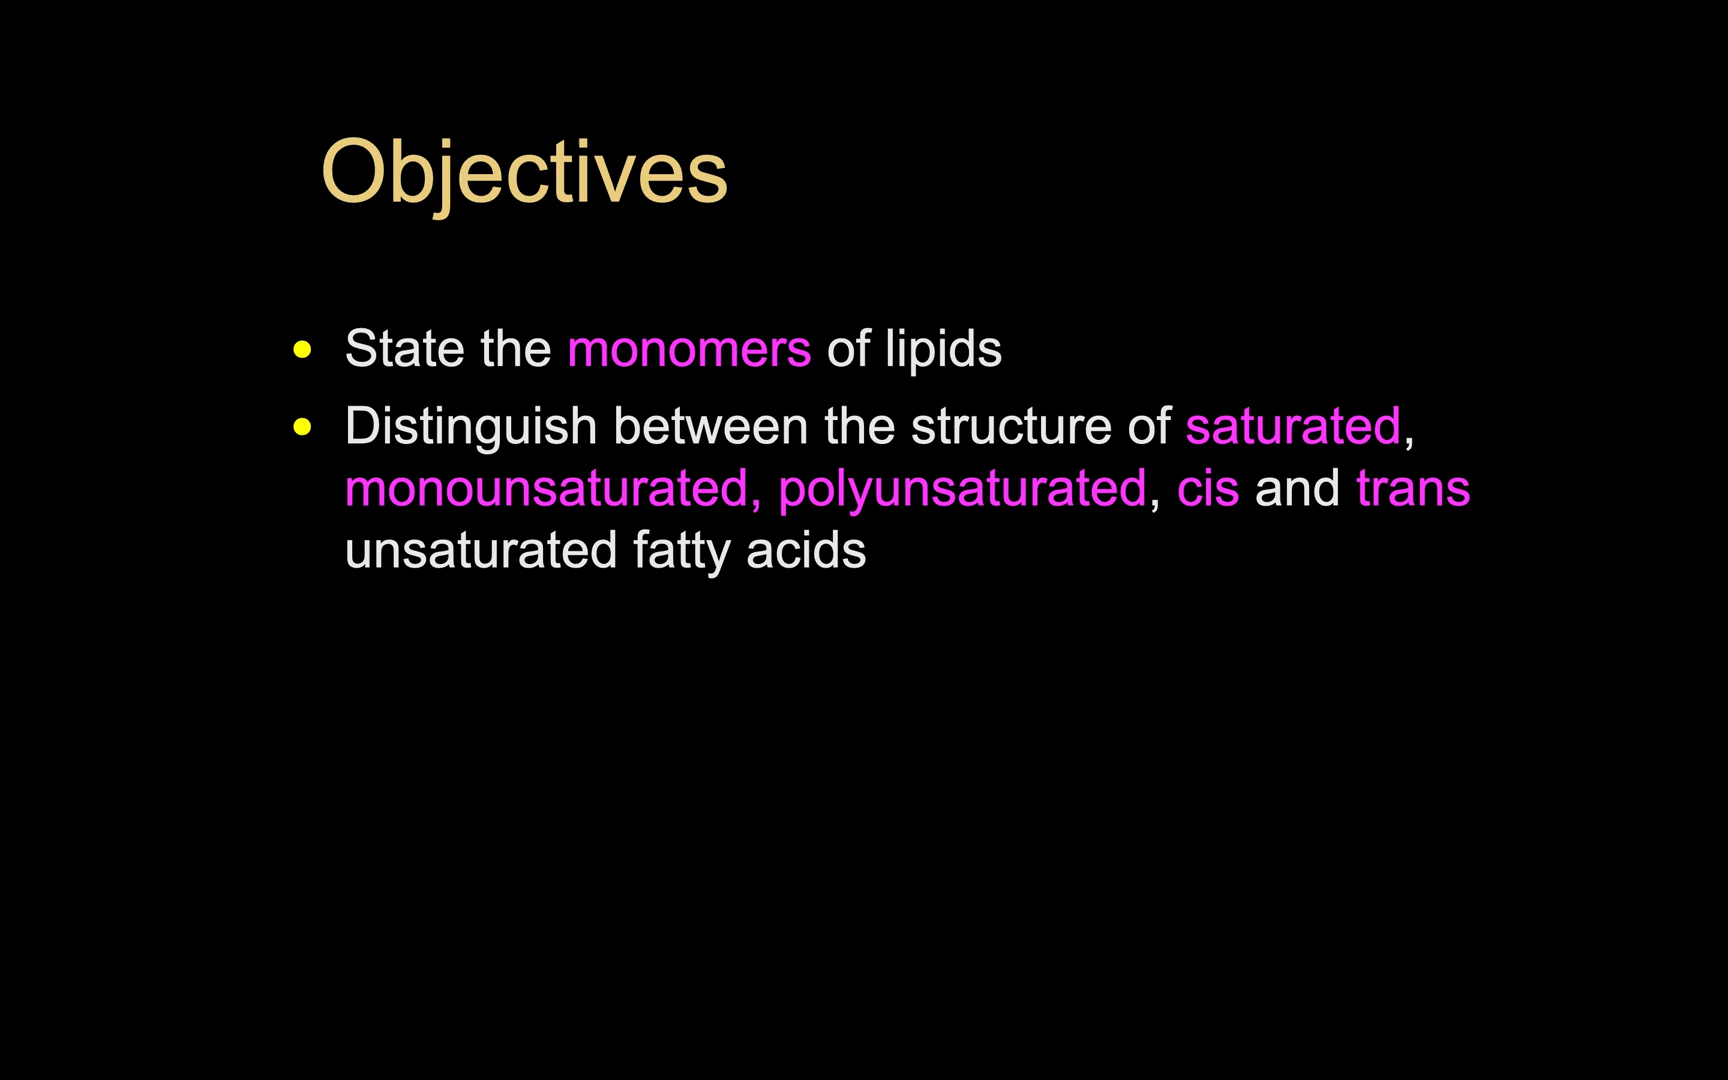 Objectives
• State the monomers of lipids
• Distinguish between the structure of saturated,
monounsaturated, polyunsaturated, cis and trans
unsaturated fatty acids